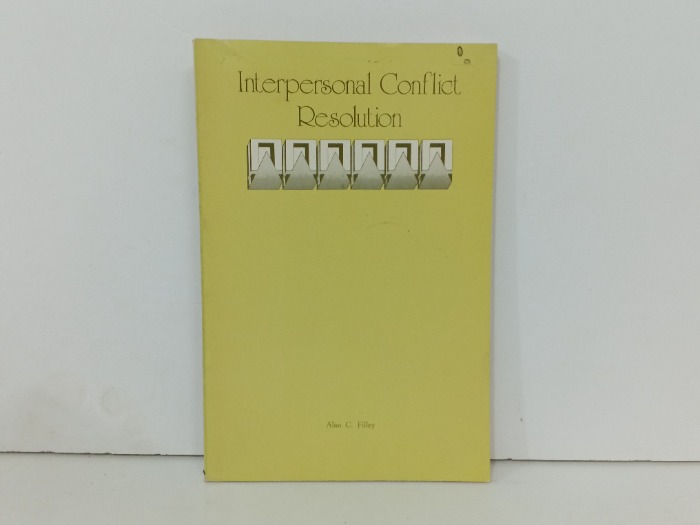 Interpersonal Conflict
Resolution
Alan C. Filley